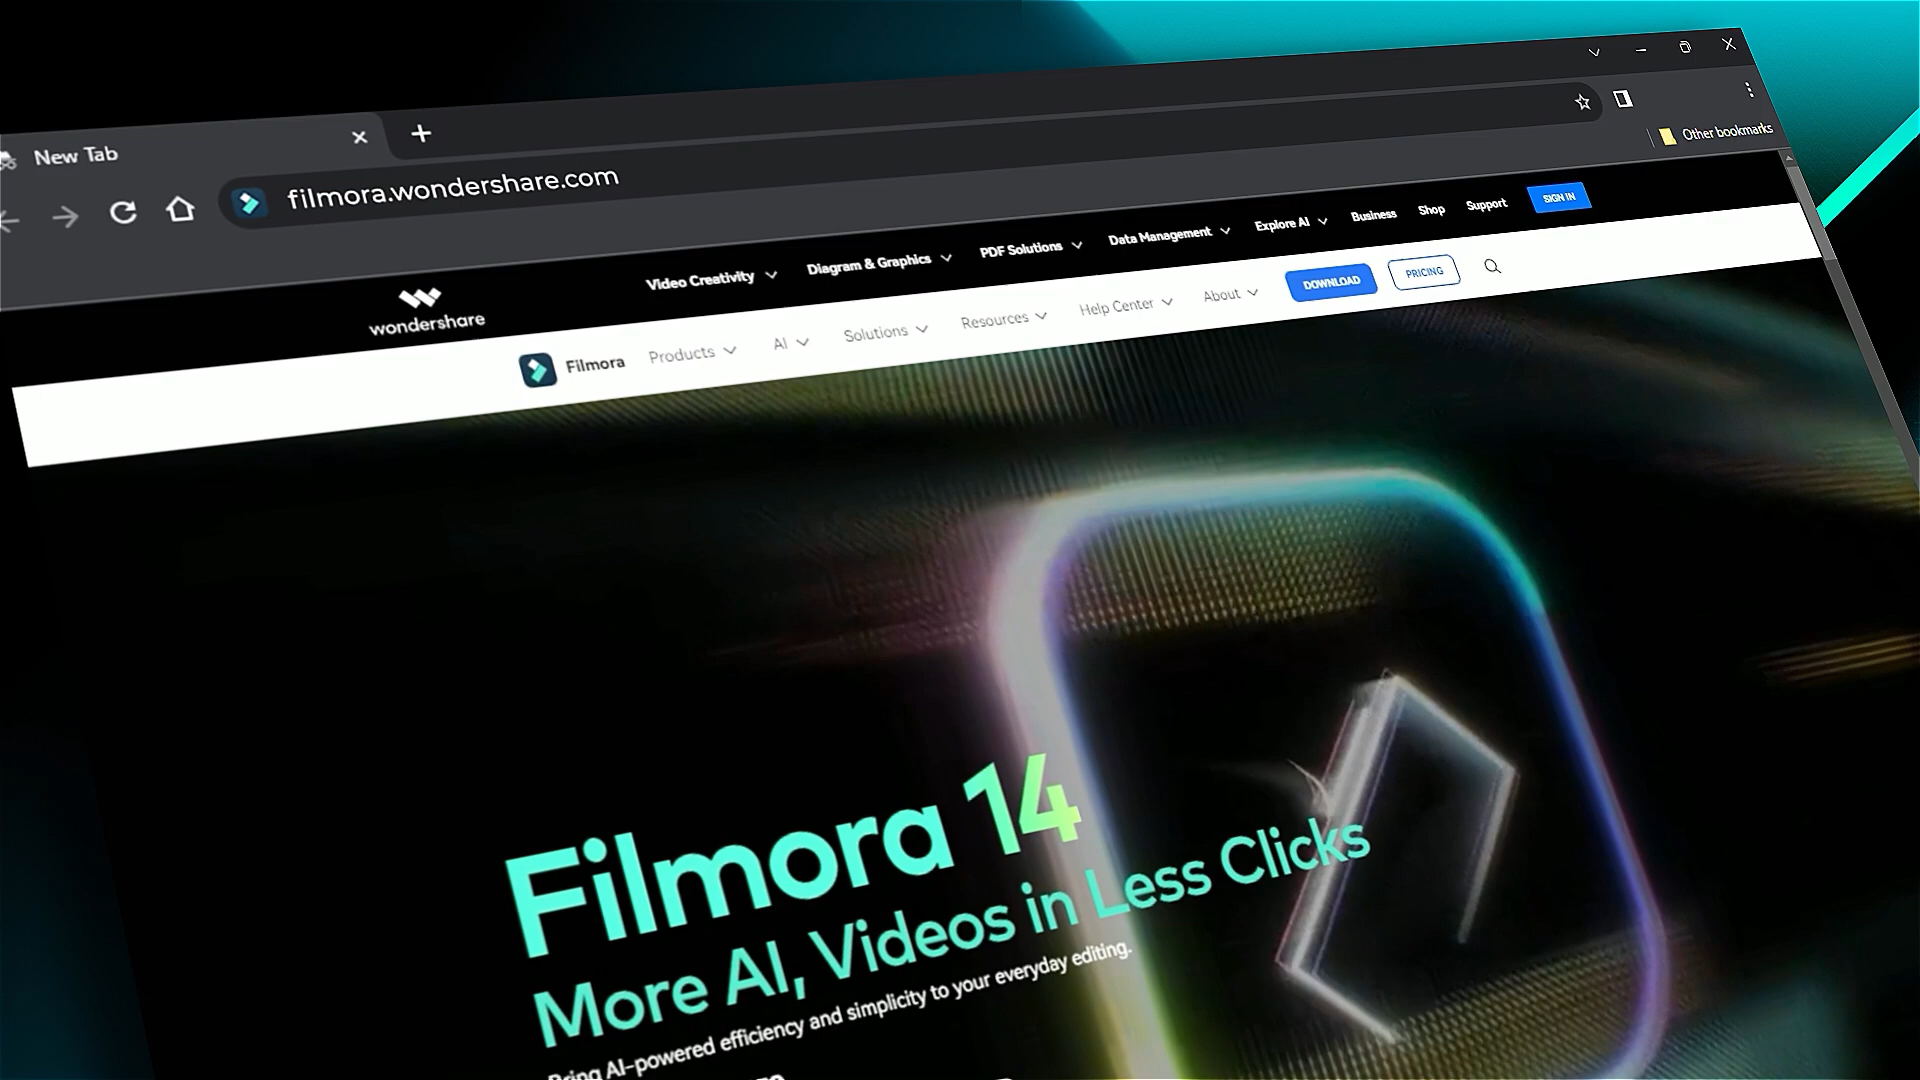 New Tab
filmora.wondershare.com
Other bookmarks
wondershare
Video Creativity
Diagram & Graphics
PDF Solutions
Data Management
Explore AI
Business
Shop
Support
SIGN IN
Filmora
Products
AI
Solutions
Resources
Help Center
About
DOWNLOAD
PRICING
Filmora 14
More AI, Videos in Less Clicks
Bring AI-powered efficiency and simplicity to your everyday editing.